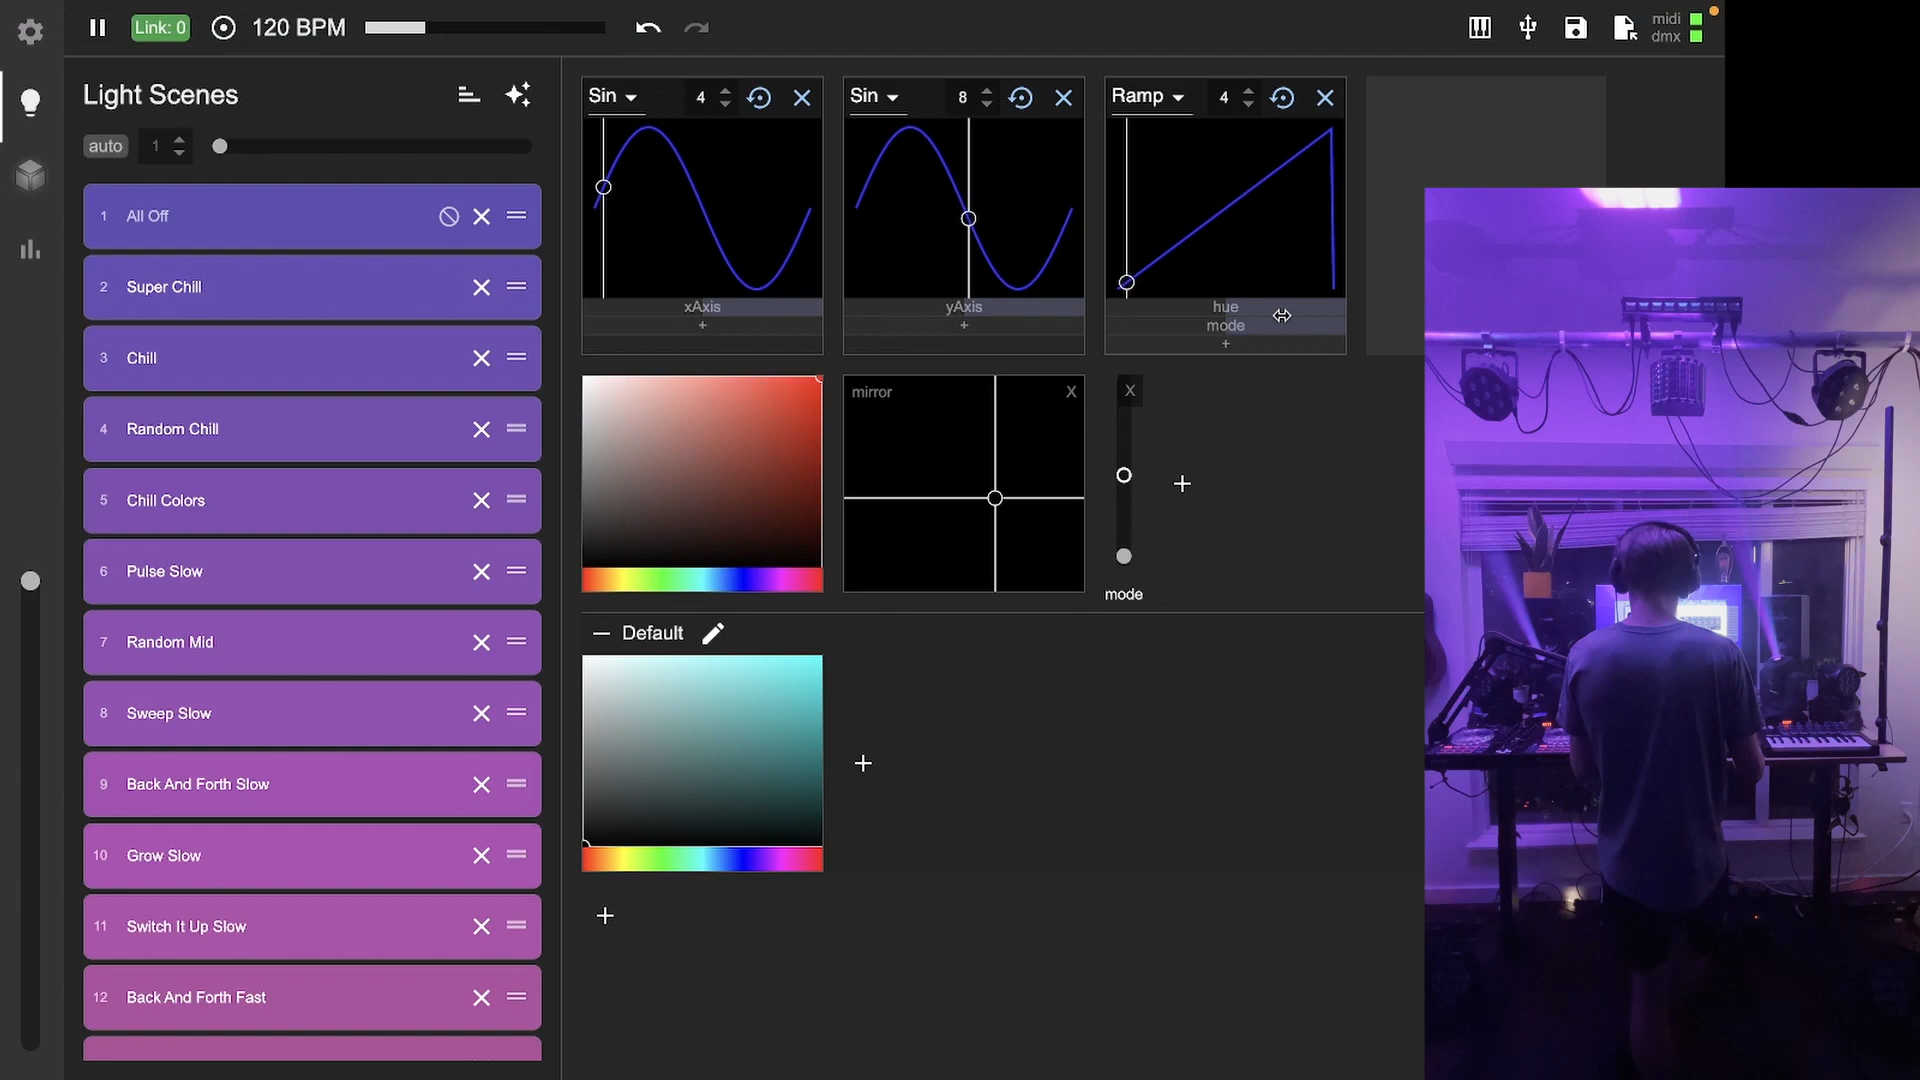 Link: 0
120 BPM
midi
dmx
Light Scenes
auto
1
1 All Off
2 Super Chill
3 Chill
4 Random Chill
5 Chill Colors
6 Pulse Slow
7 Random Mid
8 Sweep Slow
9 Back And Forth Slow
10 Grow Slow
11 Switch It Up Slow
12 Back And Forth Fast
Sin 4
xAxis
+
Sin 8
yAxis
+
Ramp 4
hue
mode
+
mirror X
X
mode
+
Default
+
+